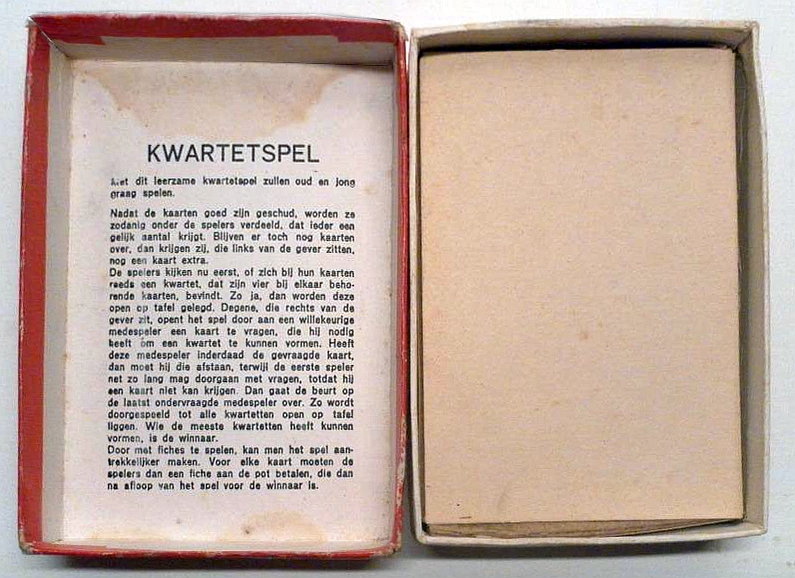 KWARTETSPEL
Met dit leerzame kwartetspel zullen oud en jong
graag spelen.
Nadat de kaarten goed zijn geschud, worden ze
zodanig onder de spelers verdeeld, dat ieder een
gelijk aantal krijgt. Blijven er toch nog kaarten
over, dan krijgen zij, die links van de gever zitten,
nog een kaart extra.
De spelers kijken nu eerst, of zich bij hun kaarten
reeds een kwartet, dat zijn vier bij elkaar beho-
rende kaarten, bevindt. Zo ja, dan worden deze
open op tafel gelegd. Degene, die rechts van de
gever zit, opent het spel door aan een willekeurige
medespeler een kaart te vragen, die hij nodig
heeft om een kwartet te kunnen vormen. Heeft
deze medespeler inderdaad de gevraagde kaart,
dan moet hij die afstaan, terwijl de eerste speler
net zo lang mag doorgaan met vragen, totdat hij
een kaart niet kan krijgen. Dan gaat de beurt op
de laatst ondervraagde medespeler over. Zo wordt
doorgespeeld tot alle kwartetten open op tafel
liggen. Wie de meeste kwartetten heeft kunnen
vormen, is de winnaar.
Door met fiches te spelen, kan men het spel aan-
trekkelijker maken. Voor elke kaart moeten de
spelers dan een fiche aan de pot betalen, die dan
na afloop van het spel voor de winnaar is.